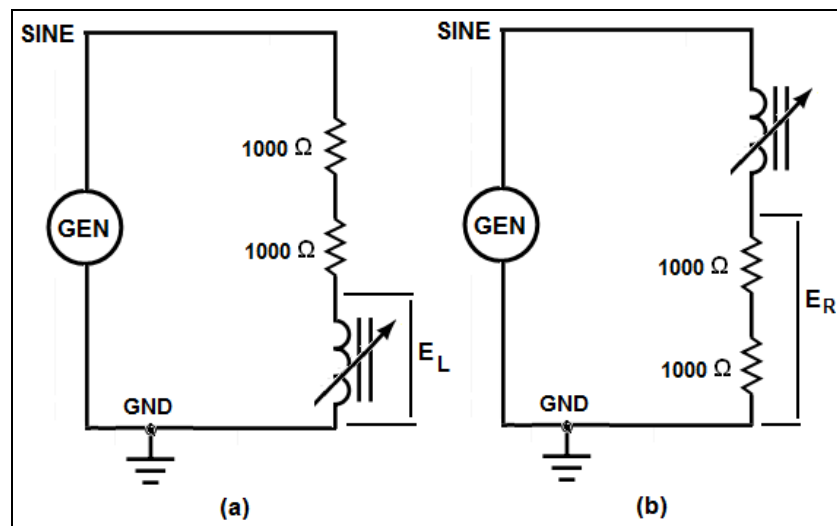 SINE
1000 Ω
GEN
1000 Ω
E L
GND
(a)
SINE
GEN
1000 Ω
E R
1000 Ω
GND
(b)